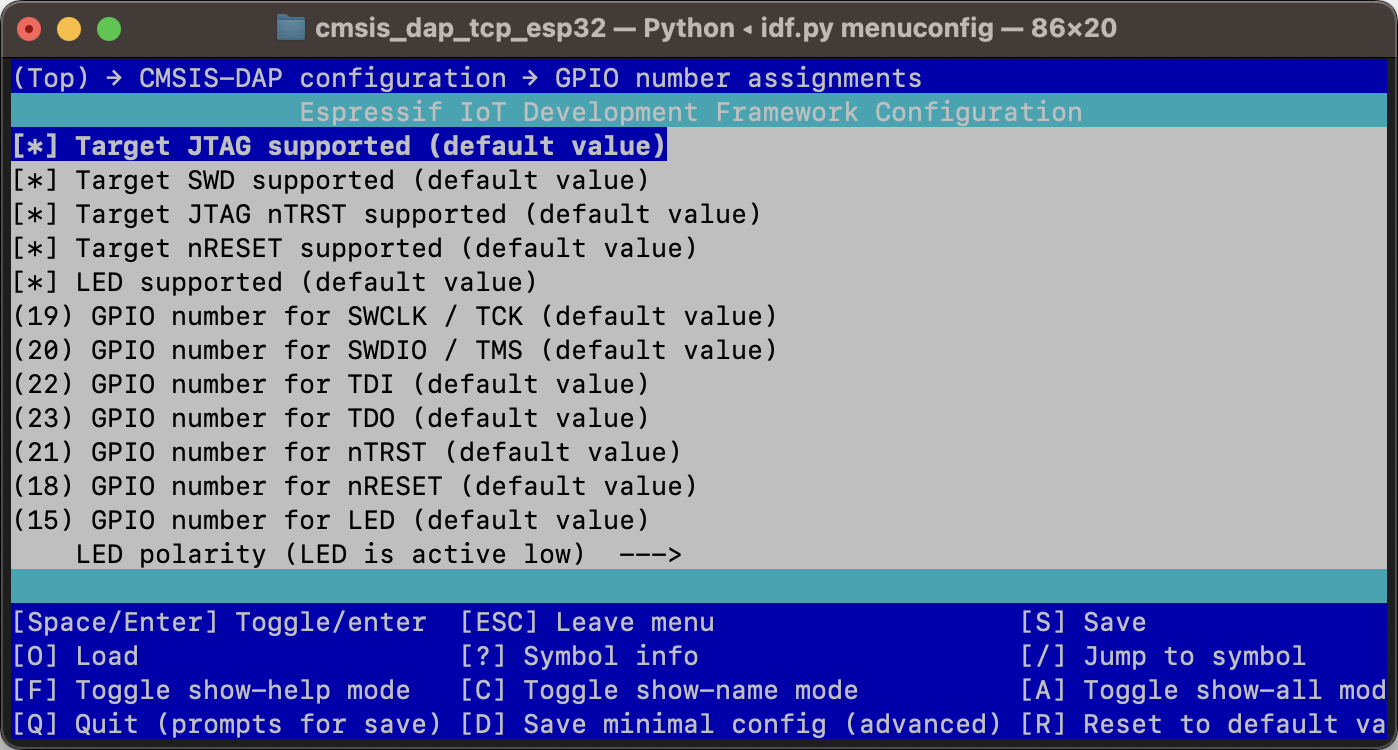 cmsis_dap_tcp_esp32 — Python ◂ idf.py menuconfig — 86×20
(Top) → CMSIS-DAP configuration → GPIO number assignments
Espressif IoT Development Framework Configuration
[*] Target JTAG supported (default value)
[*] Target SWD supported (default value)
[*] Target JTAG nTRST supported (default value)
[*] Target nRESET supported (default value)
[*] LED supported (default value)
(19) GPIO number for SWCLK / TCK (default value)
(20) GPIO number for SWDIO / TMS (default value)
(22) GPIO number for TDI (default value)
(23) GPIO number for TDO (default value)
(21) GPIO number for nTRST (default value)
(18) GPIO number for nRESET (default value)
(15) GPIO number for LED (default value)
LED polarity (LED is active low)  --->
[Space/Enter] Toggle/enter  [ESC] Leave menu  [S] Save
[O] Load  [?] Symbol info  [/] Jump to symbol
[F] Toggle show-help mode  [C] Toggle show-name mode  [A] Toggle show-all mod
[Q] Quit (prompts for save)  [D] Save minimal config (advanced)  [R] Reset to default va